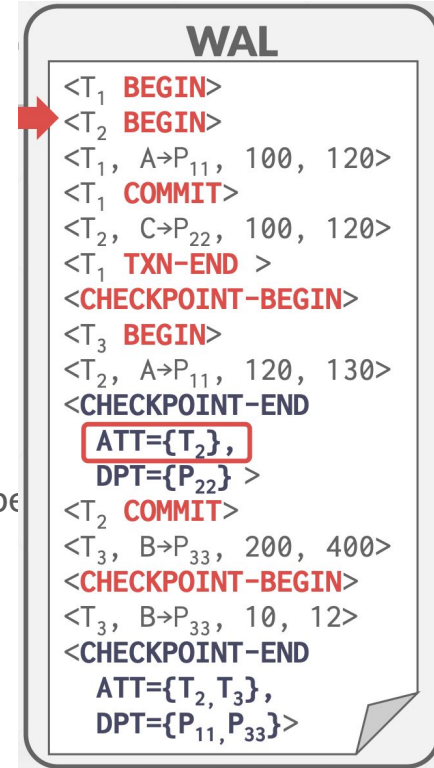 WAL
<T₁ BEGIN>
<T₂ BEGIN>
<T₁, A→P₁₁, 100, 120>
<T₁ COMMIT>
<T₂, C→P₂₂, 100, 120>
<T₁ TXN-END >
<CHECKPOINT-BEGIN>
<T₃ BEGIN>
<T₂, A→P₁₁, 120, 130>
<CHECKPOINT-END
ATT={T₂},
DPT={P₂₂} >
<T₂ COMMIT>
<T₃, B→P₃₃, 200, 400>
<CHECKPOINT-BEGIN>
<T₃, B→P₃₃, 10, 12>
<CHECKPOINT-END
ATT={T₂,T₃},
DPT={P₁₁,P₃₃}>